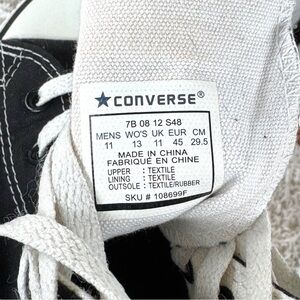 ★CONVERSE®
7B 08 12 S48
MENS WO'S UK EUR CM
11 13 11 45 29.5
MADE IN CHINA
FABRIQUÉ EN CHINE
UPPER : TEXTILE
LINING : TEXTILE
OUTSOLE : TEXTILE/RUBBER
SKU # 108699F